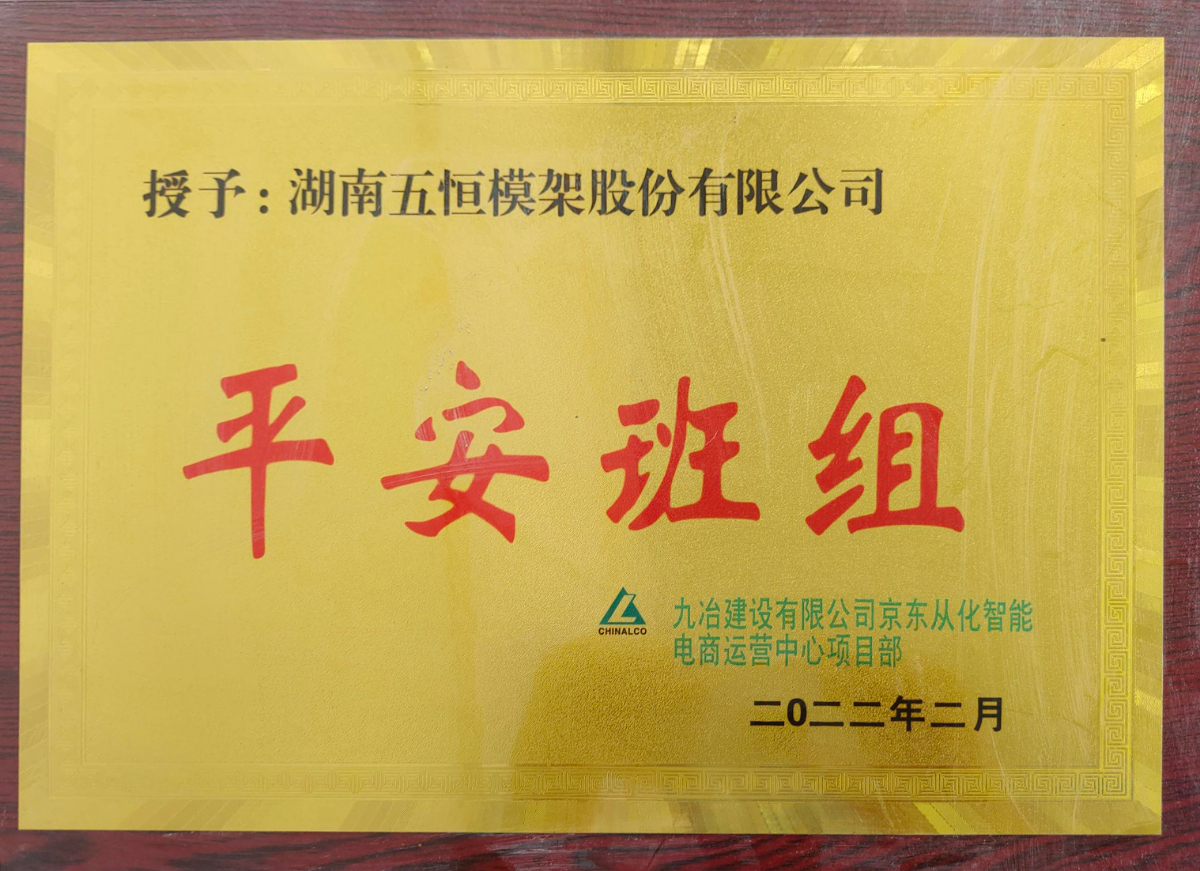 授予：湖南五恒模架股份有限公司
平安班组
CHINALCO
九冶建设有限公司京东从化智能
电商运营中心项目部
二0二二年二月